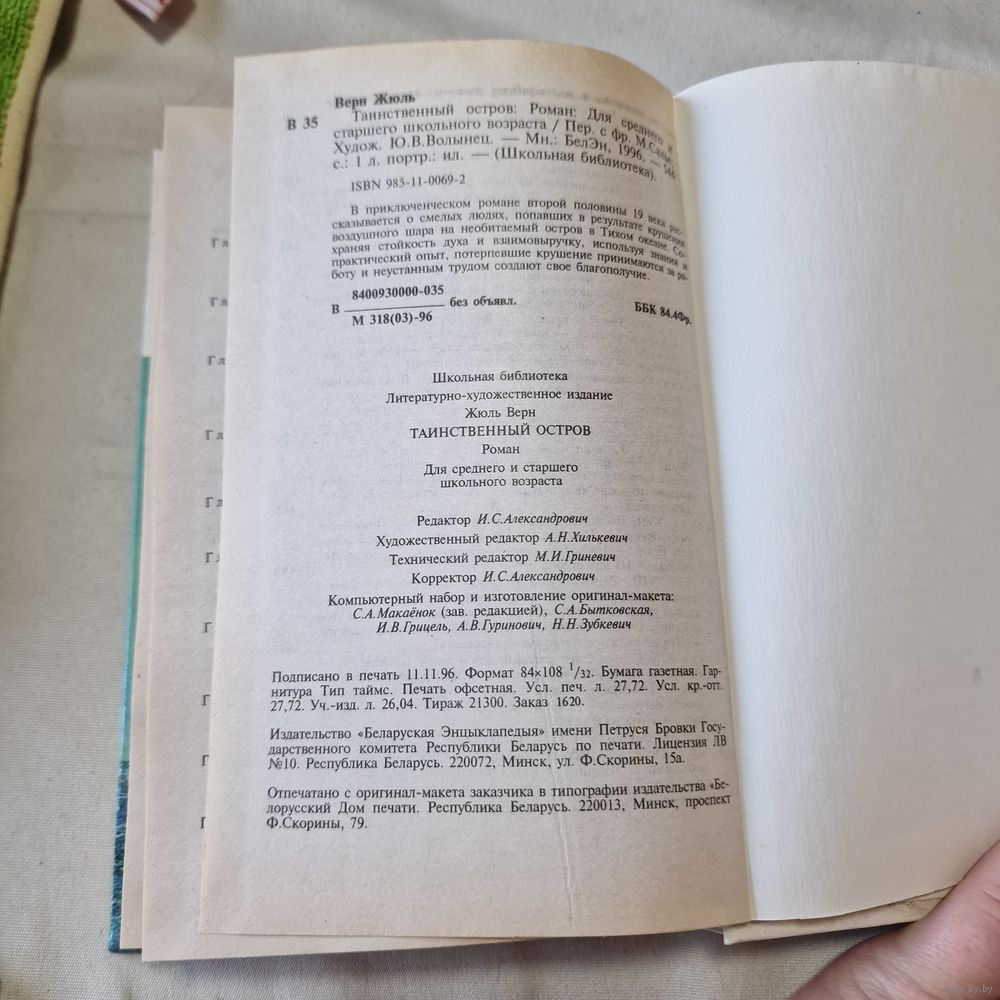 Верн Жюль
В 35
Таинственный остров: Роман: Для среднего и
старшего школьного возраста / Пер. с фр.
Худож. Ю.В.Волынец. — Мн.: БелЭн, 1996. — 544
с.: 1 л. портр.: ил. — (Школьная библиотека).
ISBN 985-11-0069-2
В приключенческом романе второй половины 19 века рас-
сказывается о смелых людях, попавших в результате крушения
воздушного шара на необитаемый остров в Тихом океане. Со-
храняя стойкость духа и взаимовыручку, используя знания и
практический опыт, потерпевшие крушение принимаются за ра-
боту и неустанным трудом создают свое благополучие.
8400930000-035
В без объявл.
М 318(03)-96
ББК 84.4Фр.
Школьная библиотека
Литературно-художественное издание
Жюль Верн
ТАИНСТВЕННЫЙ ОСТРОВ
Роман
Для среднего и старшего
школьного возраста
Редактор И.С.Александрович
Художественный редактор А.Н.Хилькевич
Технический редактор М.И.Гриневич
Корректор И.С.Александрович
Компьютерный набор и изготовление оригинал-макета:
С.А.Макаёнок (зав. редакцией), С.А.Бытковская,
И.В.Грицель, А.В.Гуринович, Н.Н.Зубкевич
Подписано в печать 11.11.96. Формат 84×108 1/32. Бумага газетная. Гар-
нитура Тип таймс. Печать офсетная. Усл. печ. л. 27,72. Усл. кр.-отт.
27,72. Уч.-изд. л. 26,04. Тираж 21300. Заказ 1620.
Издательство «Беларуская Энцыклапедыя» имени Петруся Бровки Госу-
дарственного комитета Республики Беларусь по печати. Лицензия ЛВ
№10. Республика Беларусь. 220072, Минск, ул. Ф.Скорины, 15а.
Отпечатано с оригинал-макета заказчика в типографии издательства «Бе-
лорусский Дом печати. Республика Беларусь. 220013, Минск, проспект
Ф.Скорины, 79.